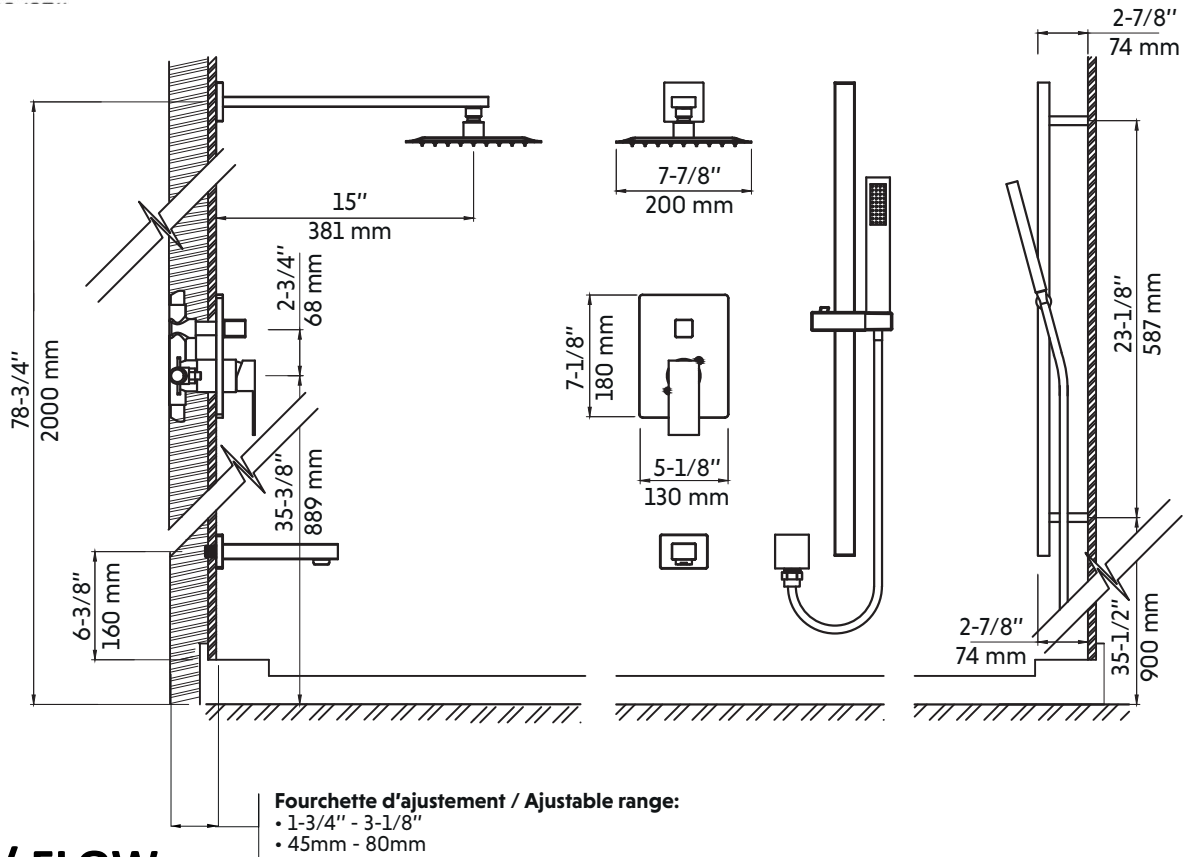 2-7/8"
74 mm
15"
381 mm
7-7/8"
200 mm
2-3/4"
68 mm
78-3/4"
2000 mm
7-1/8"
180 mm
23-1/8"
587 mm
5-1/8"
130 mm
35-3/8"
889 mm
6-3/8"
160 mm
2-7/8"
74 mm
35-1/2"
900 mm
Fourchette d'ajustement / Ajustable range:
• 1-3/4" - 3-1/8"
• 45mm - 80mm
/ FLOW